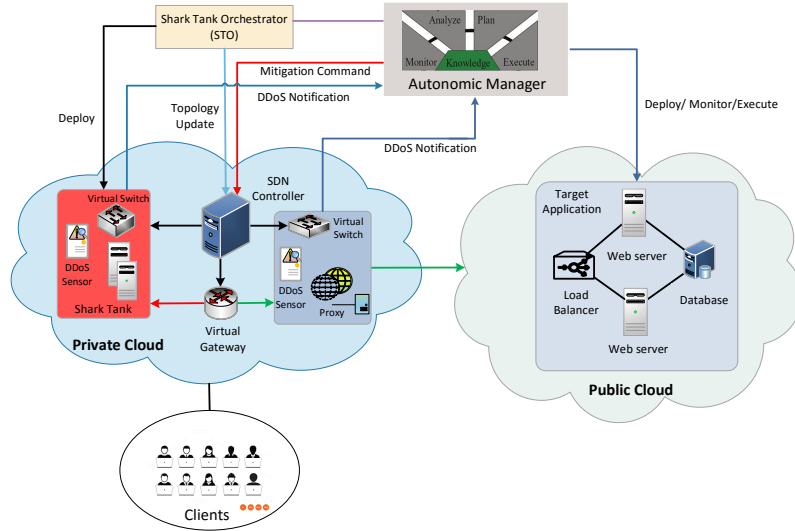 Shark Tank Orchestrator
(STO)
Analyze
Plan
Monitor
Knowledge
Execute
Autonomic Manager
Mitigation Command
DDoS Notification
Deploy
Topology
Update
DDoS Notification
Deploy/ Monitor/Execute
SDN
Controller
Virtual Switch
DDoS
Sensor
Shark Tank
Virtual
Switch
DDoS
Sensor
Proxy
Virtual
Gateway
Private Cloud
Target
Application
Web server
Load
Balancer
Database
Web server
Public Cloud
Clients